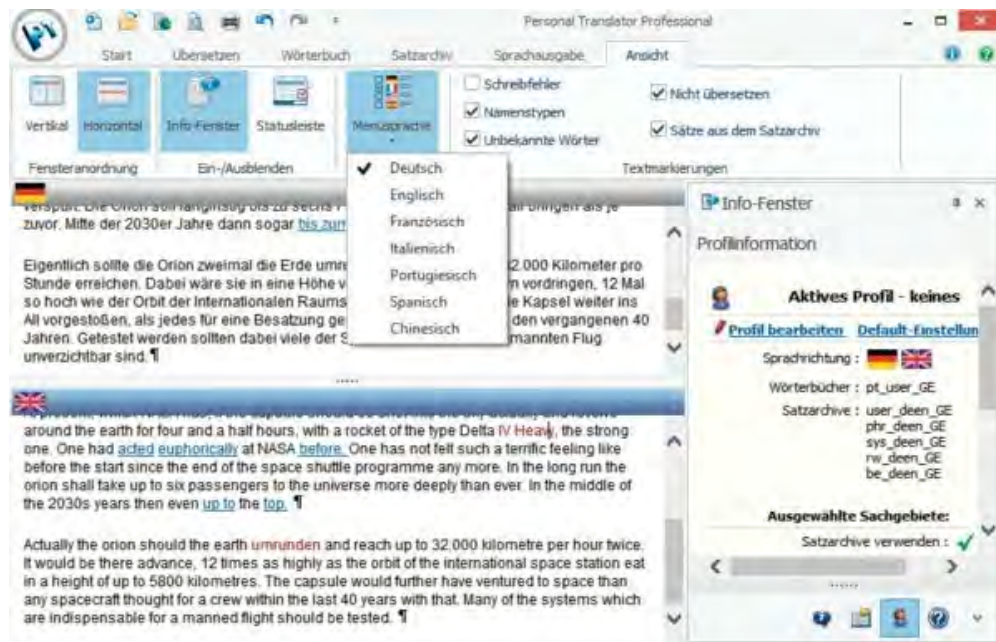 Personal Translator Professional
Start Übersetzen Wörterbuch Satzarchiv Sprachausgabe Ansicht
Vertikal Horizontal Info-Fenster Statusleiste Menüsprache
Schreibfehler
Namenstypen
Unbekannte Wörter
Nicht übersetzen
Sätze aus dem Satzarchiv
Fensteranordnung Ein-/Ausblenden Textmarkierungen
Deutsch
Englisch
Französisch
Italienisch
Portugiesisch
Spanisch
Chinesisch
zuvor. Mitte der 2030er Jahre dann sogar bis zum
Eigentlich sollte die Orion zweimal die Erde umr 2.000 Kilometer pro
Stunde erreichen. Dabei wäre sie in eine Höhe v n vordringen, 12 Mal
so hoch wie der Orbit der Internationalen Raums e Kapsel weiter ins
All vorgestoßen, als jedes für eine Besatzung ge den vergangenen 40
Jahren. Getestet werden sollten dabei viele der S mannten Flug
unverzichtbar sind. ¶
around the earth for four and a half hours, with a rocket of the type Delta IV Heavy, the strong
one. One had acted euphorically at NASA before. One has not felt such a terrific feeling like
before the start since the end of the space shuttle programme any more. In the long run the
orion shall take up to six passengers to the universe more deeply than ever. In the middle of
the 2030s years then even up to the top. ¶
Actually the orion should the earth umrunden and reach up to 32,000 kilometre per hour twice.
It would be there advance, 12 times as highly as the orbit of the international space station eat
in a height of up to 5800 kilometres. The capsule would further have ventured to space than
any spacecraft thought for a crew within the last 40 years with that. Many of the systems which
are indispensable for a manned flight should be tested. ¶
Info-Fenster
Profilinformation
Aktives Profil - keines
Profil bearbeiten Default-Einstellun
Sprachrichtung :
Wörterbücher : pt_user_GE
Satzarchive : user_deen_GE
phr_deen_GE
sys_deen_GE
rw_deen_GE
be_deen_GE
Ausgewählte Sachgebiete:
Satzarchive verwenden :